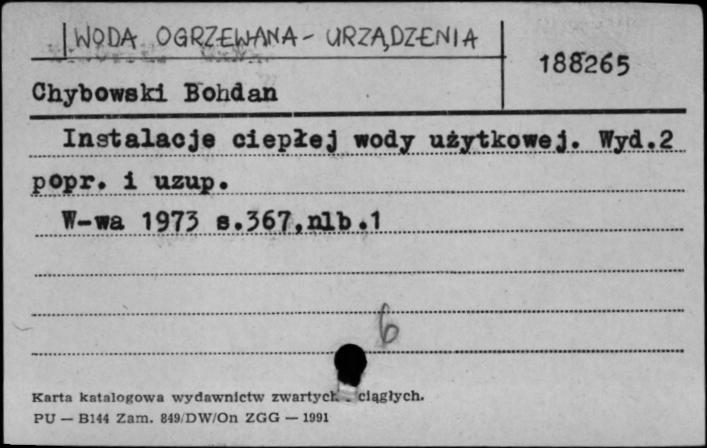 WODA OGRZEWANA - URZĄDZENIA
188265
Chybowski Bohdan
Instalacje ciepłej wody użytkowej. Wyd.2
popr. i uzup.
W-wa 1973 s.367,nlb.1
6
Karta katalogowa wydawnictw zwartych ciągłych.
PU — B144 Zam. 849/DW/On ZGG — 1991